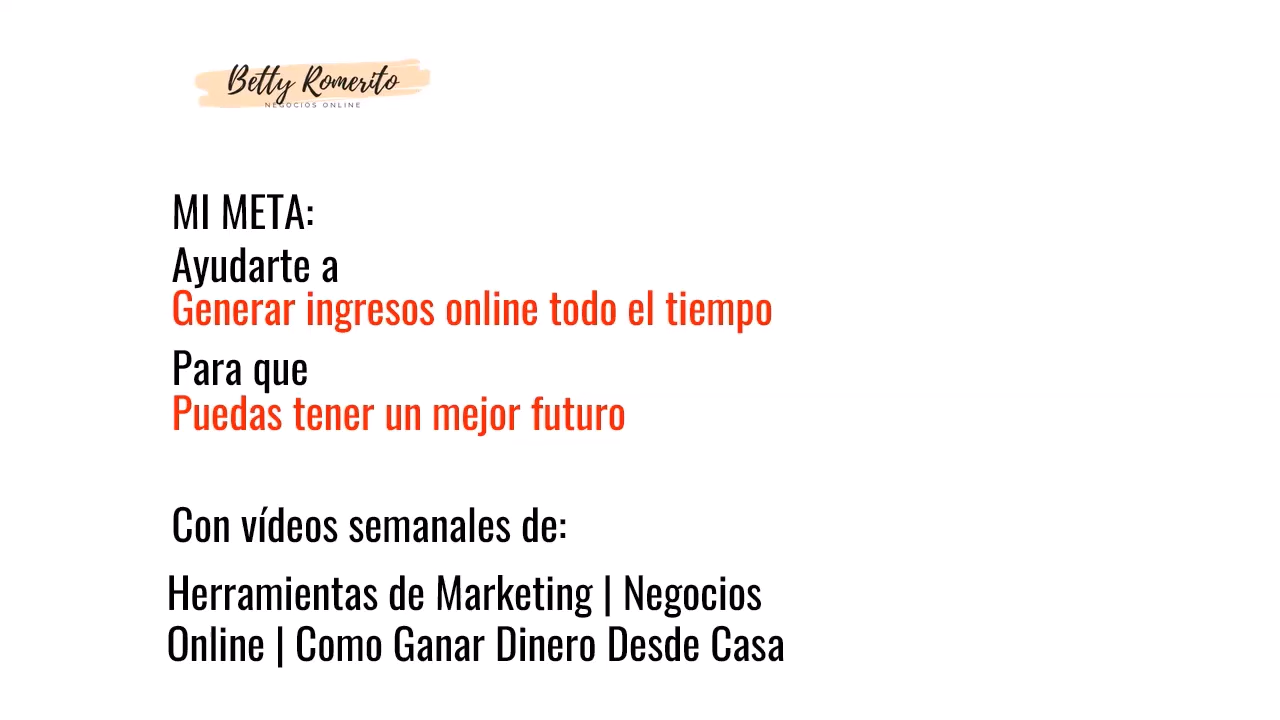 Betty Romerito
NEGOCIOS ONLINE
MI META:
Ayudarte a
Generar ingresos online todo el tiempo
Para que
Puedas tener un mejor futuro
Con vídeos semanales de:
Herramientas de Marketing | Negocios
Online | Como Ganar Dinero Desde Casa